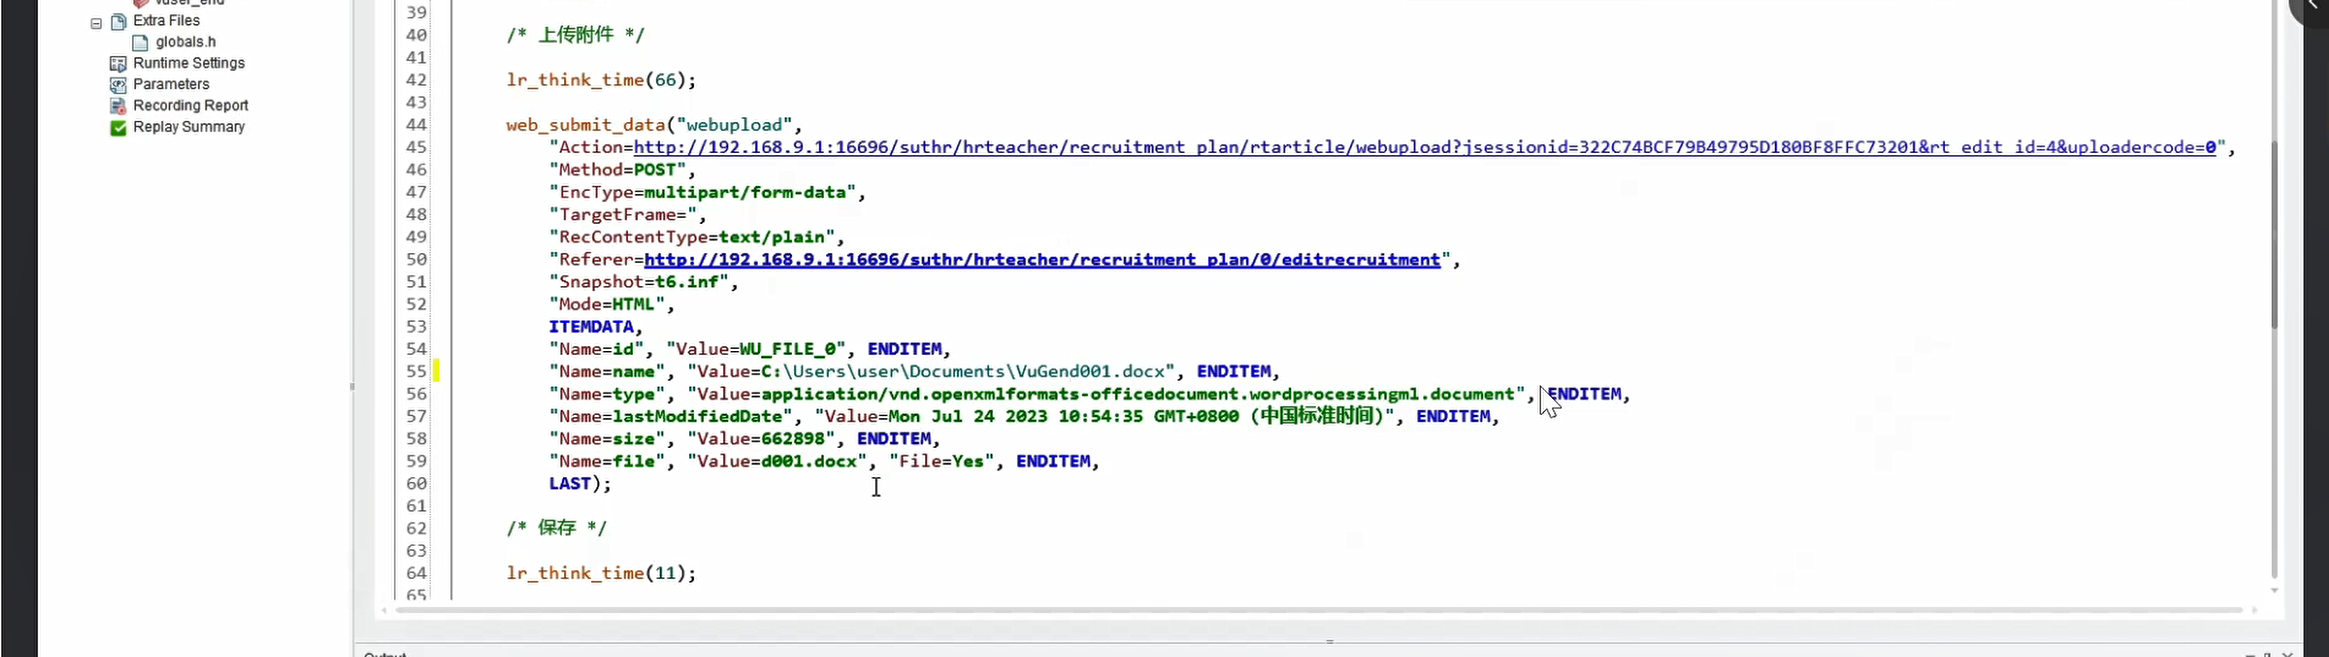 vuser_end
Extra Files
globals.h
Runtime Settings
Parameters
Recording Report
Replay Summary
39
40 /* 上传附件 */
41
42 lr_think_time(66);
43
44 web_submit_data("webupload",
45 "Action=http://192.168.9.1:16696/suthr/hrteacher/recruitment_plan/rtarticle/webupload?jsessionid=322C74BCF79B49795D180BF8FFC73201&rt_edit_id=4&uploadercode=0",
46 "Method=POST",
47 "EncType=multipart/form-data",
48 "TargetFrame=",
49 "RecContentType=text/plain",
50 "Referer=http://192.168.9.1:16696/suthr/hrteacher/recruitment_plan/0/editrecruitment",
51 "Snapshot=t6.inf",
52 "Mode=HTML",
53 ITEMDATA,
54 "Name=id", "Value=WU_FILE_0", ENDITEM,
55 "Name=name", "Value=C:\Users\user\Documents\VuGend001.docx", ENDITEM,
56 "Name=type", "Value=application/vnd.openxmlformats-officedocument.wordprocessingml.document", ENDITEM,
57 "Name=lastModifiedDate", "Value=Mon Jul 24 2023 10:54:35 GMT+0800 (中国标准时间)", ENDITEM,
58 "Name=size", "Value=662898", ENDITEM,
59 "Name=file", "Value=d001.docx", "File=Yes", ENDITEM,
60 LAST);
61
62 /* 保存 */
63
64 lr_think_time(11);
65
Output